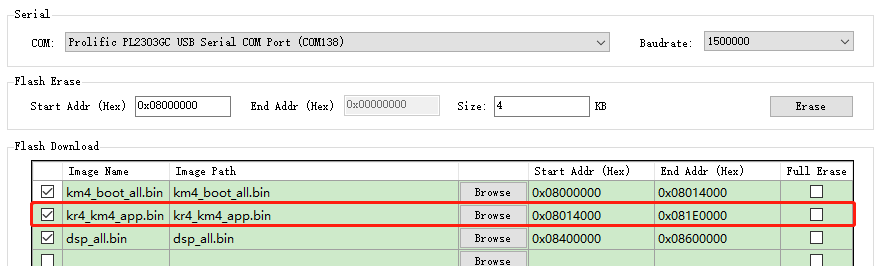 Serial
COM: Prolific PL2303GC USB Serial COM Port (COM138) Baudrate: 1500000
Flash Erase
Start Addr (Hex) 0x08000000 End Addr (Hex) 0x00000000 Size: 4 KB Erase
Flash Download
Image Name Image Path Start Addr (Hex) End Addr (Hex) Full Erase
km4_boot_all.bin km4_boot_all.bin Browse 0x08000000 0x08014000
kr4_km4_app.bin kr4_km4_app.bin Browse 0x08014000 0x081E0000
dsp_all.bin dsp_all.bin Browse 0x08400000 0x08600000
Browse